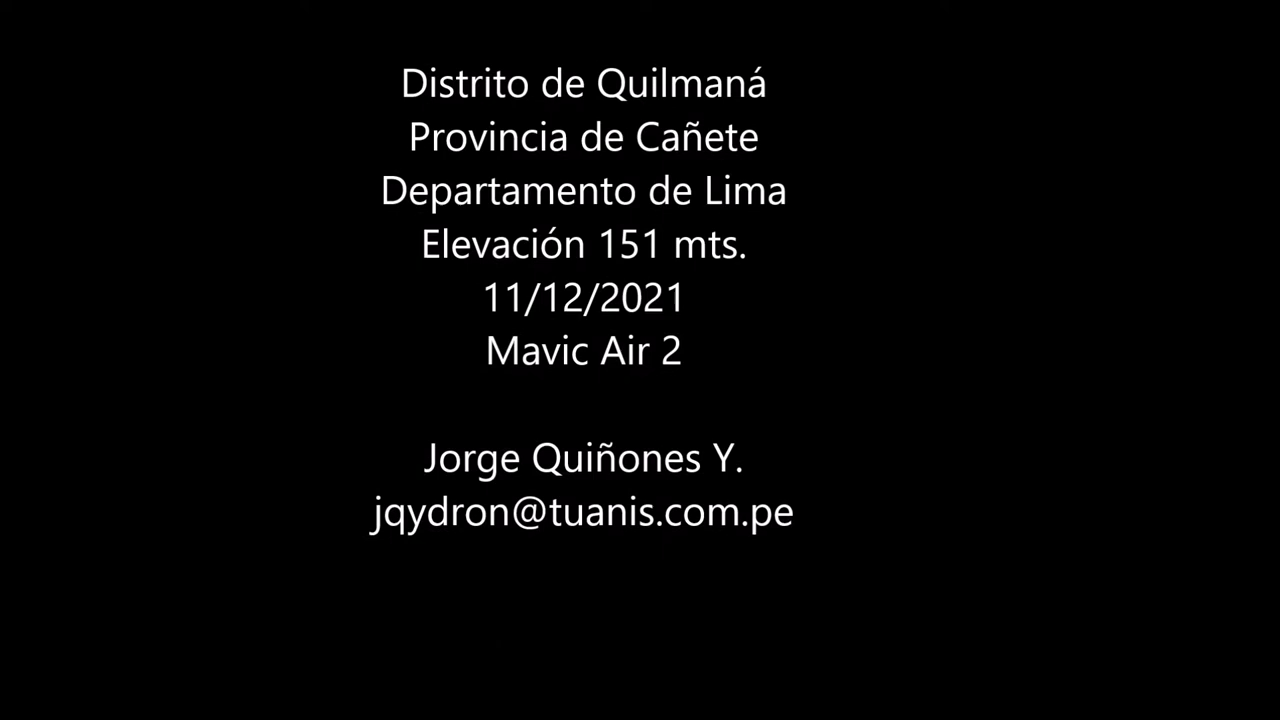 Distrito de Quilmaná
Provincia de Cañete
Departamento de Lima
Elevación 151 mts.
11/12/2021
Mavic Air 2
Jorge Quiñones Y.
jqydron@tuanis.com.pe